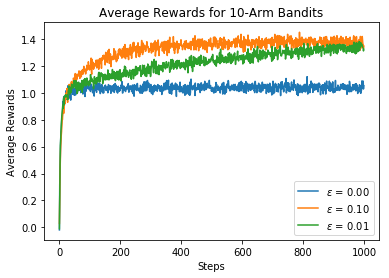 Average Rewards for 10-Arm Bandits
Average Rewards
1.4
1.2
1.0
0.8
0.6
0.4
0.2
0.0
0
200
400
600
800
1000
Steps
ε = 0.00
ε = 0.10
ε = 0.01